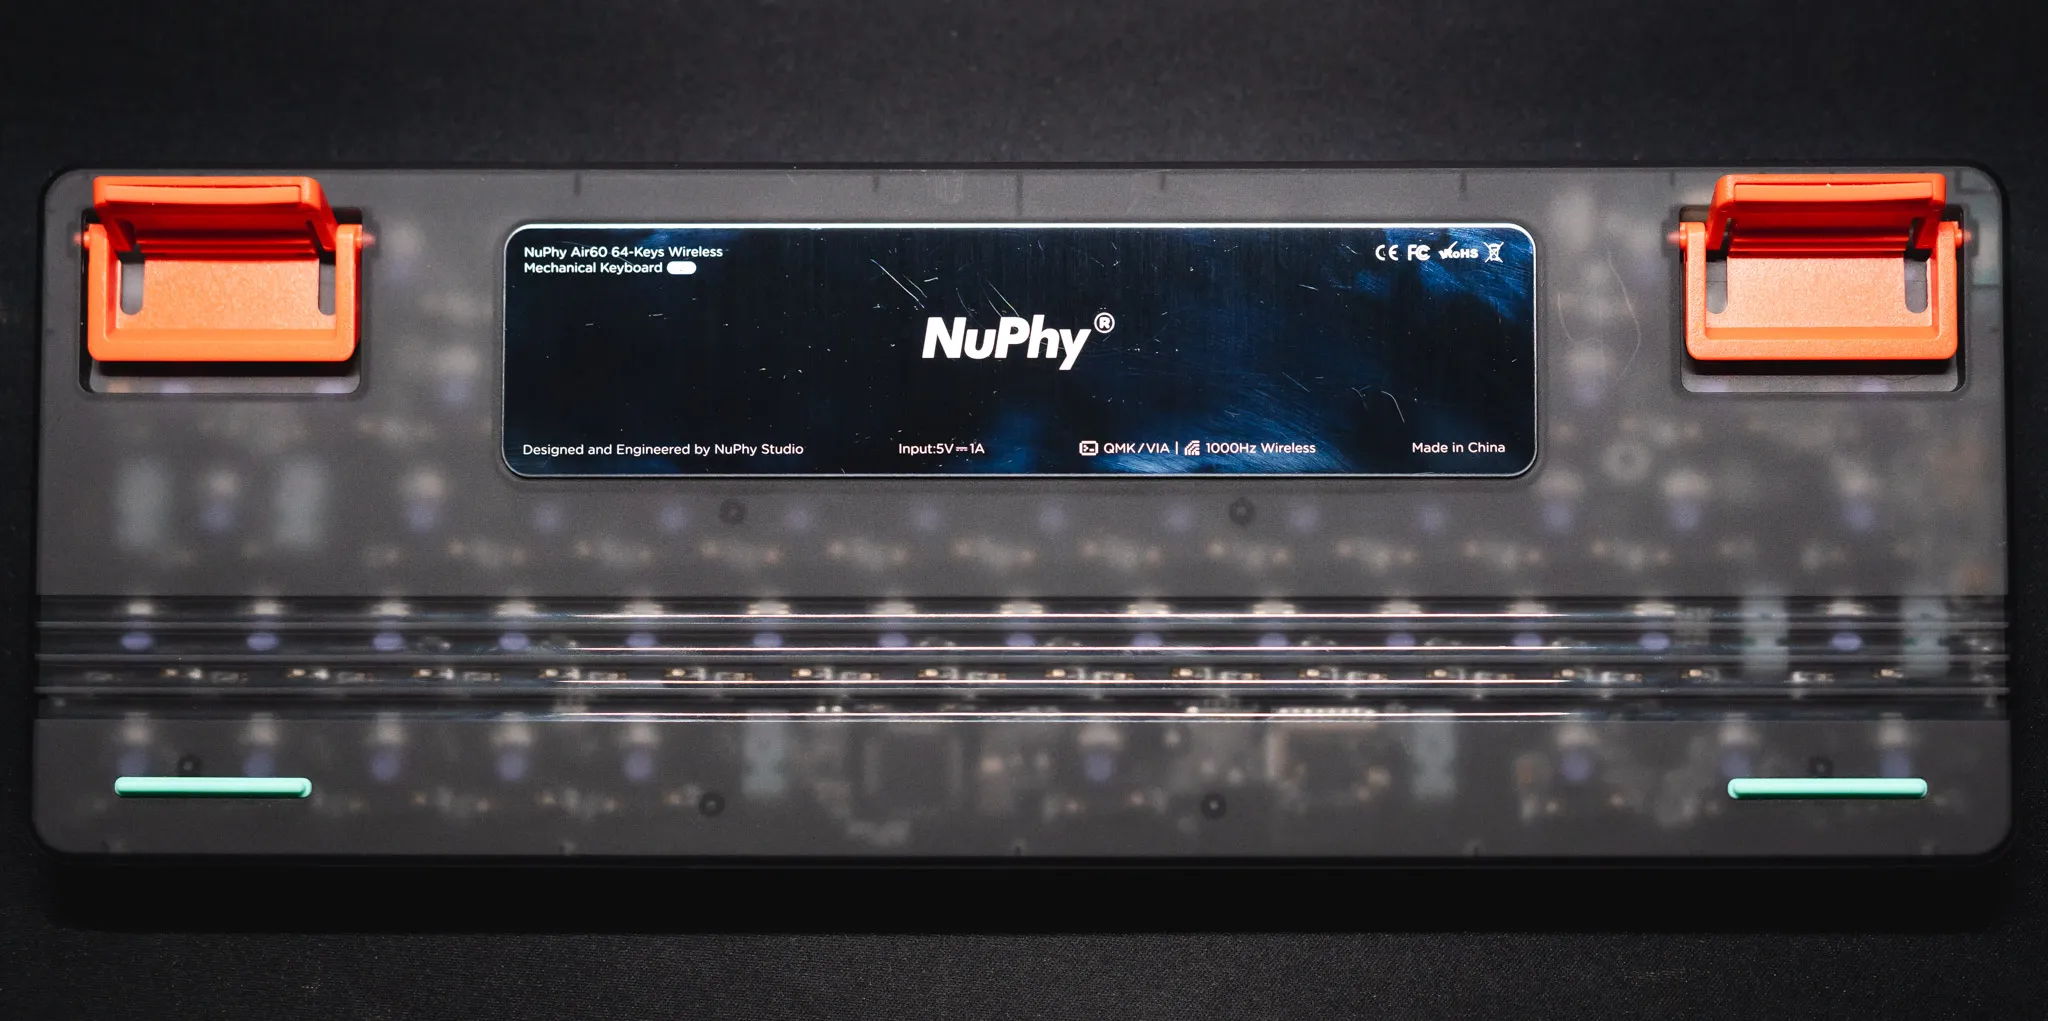 NuPhy Air60 64-Keys Wireless
Mechanical Keyboard
CE FC RoHS
NuPhy®
Designed and Engineered by NuPhy Studio
Input:5V⎓1A
QMK/VIA | 1000Hz Wireless
Made in China